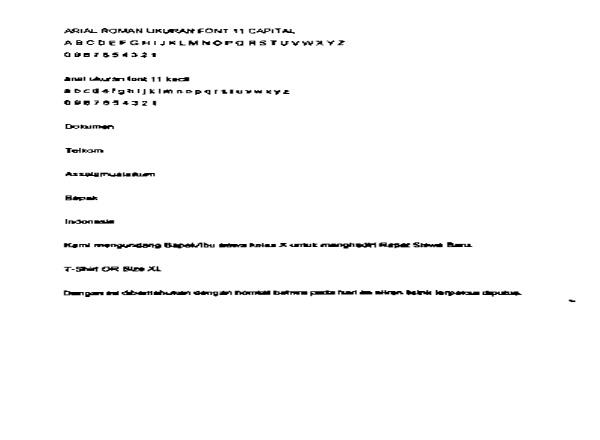 ARIAL ROMAN UKURAN FONT 11 CAPITAL
A B C D E F G H I J K L M N O P Q R S T U V W X Y Z
0 9 8 7 6 5 4 3 2 1
Arial ukuran font 11 kecil
a b c d e f g h i j k l m n o p q r s t u v w x y z
0 9 8 7 6 5 4 3 2 1
Dokumen
Telkom
Assalamualaikum
Bapak
Indonesia
Kami mengundang Bapak/Ibu siswa kelas X untuk menghadiri Rapat Siswa Baru.
T-Shirt OR Size XL
Dengan ini diberitahukan dengan hormat bahwa pada hari ini aliran listrik terpaksa diputus.